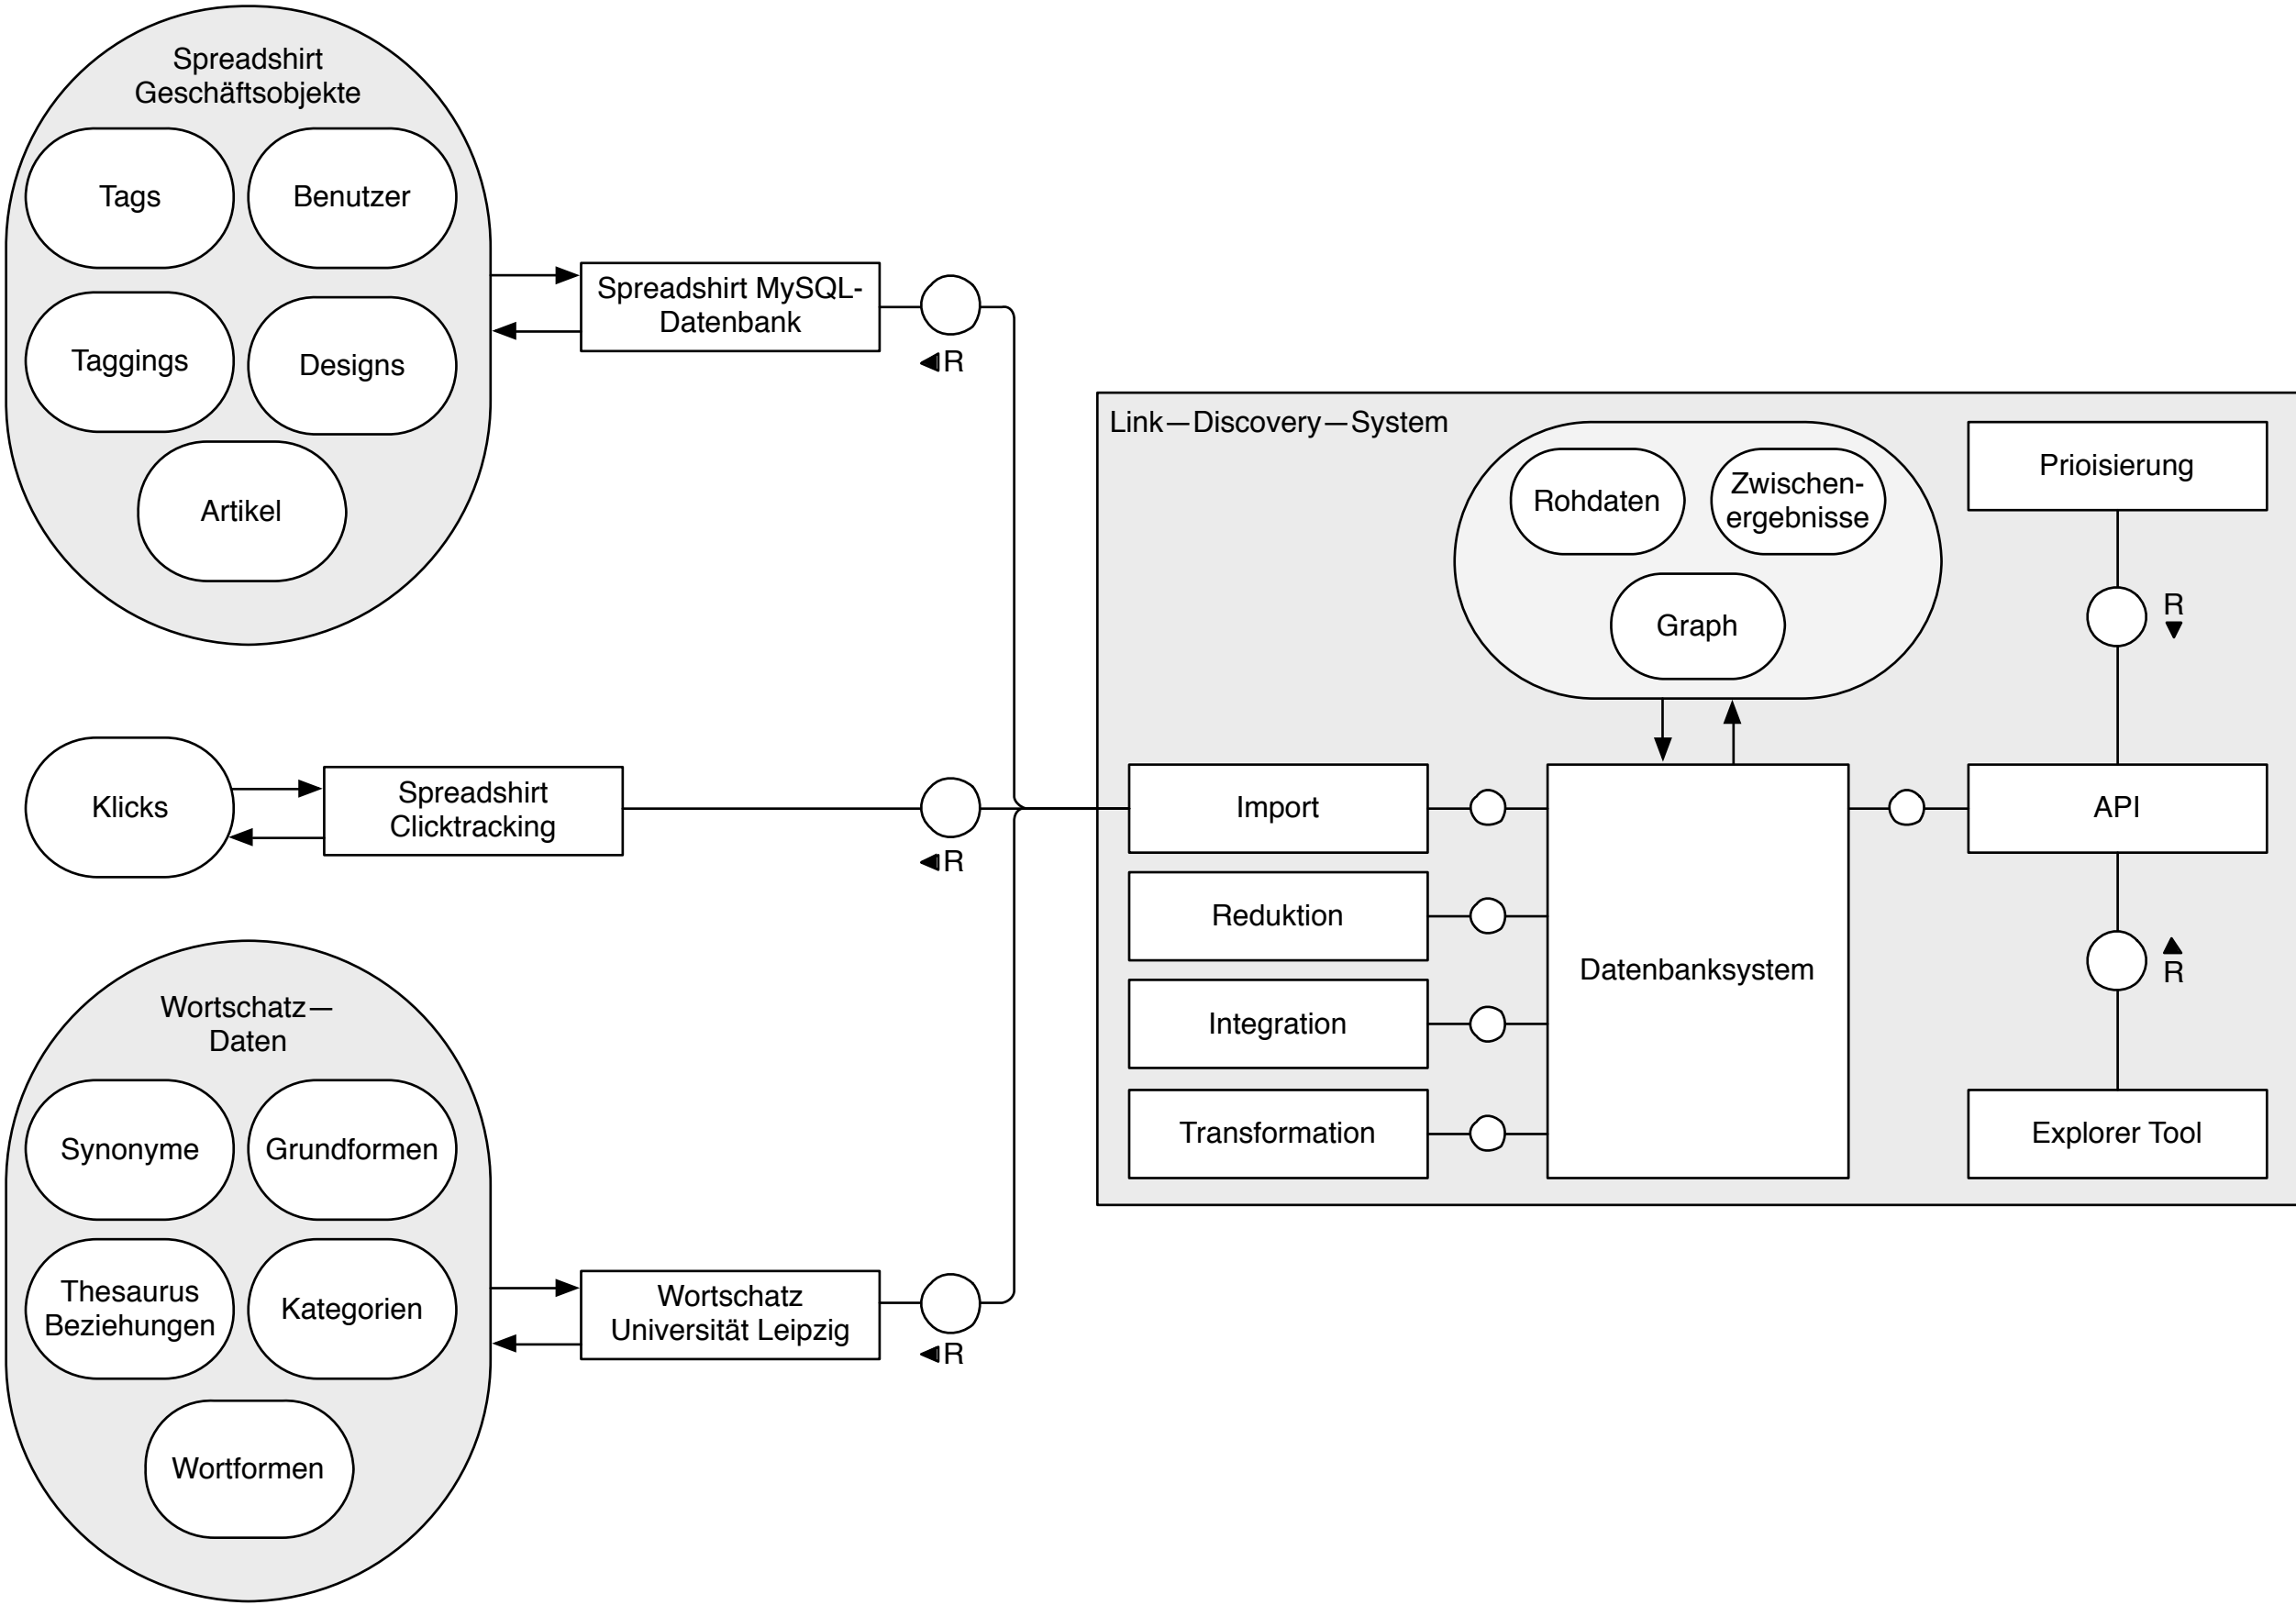 Spreadshirt
Geschäftsobjekte
Tags
Benutzer
Taggings
Designs
Artikel
Spreadshirt MySQL-
Datenbank
R
Klicks
Spreadshirt
Clicktracking
R
Wortschatz—
Daten
Synonyme
Grundformen
Thesaurus
Beziehungen
Kategorien
Wortformen
Wortschatz
Universität Leipzig
R
Link—Discovery—System
Rohdaten
Zwischen-
ergebnisse
Graph
Import
Reduktion
Integration
Transformation
Datenbanksystem
Prioisierung
R
API
R
Explorer Tool